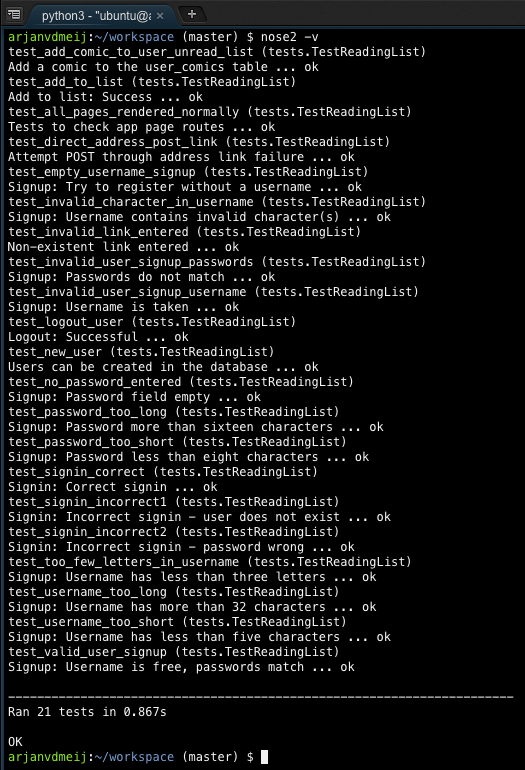 python3 - "ubuntu@a
arjanvdmeij:~/workspace (master) $ nose2 -v
test_add_comic_to_user_unread_list (tests.TestReadingList)
Add a comic to the user_comics table ... ok
test_add_to_list (tests.TestReadingList)
Add to list: Success ... ok
test_all_pages_rendered_normally (tests.TestReadingList)
Tests to check app page routes ... ok
test_direct_address_post_link (tests.TestReadingList)
Attempt POST through address link failure ... ok
test_empty_username_signup (tests.TestReadingList)
Signup: Try to register without a username ... ok
test_invalid_character_in_username (tests.TestReadingList)
Signup: Username contains invalid character(s) ... ok
test_invalid_link_entered (tests.TestReadingList)
Non-existent link entered ... ok
test_invalid_user_signup_passwords (tests.TestReadingList)
Signup: Passwords do not match ... ok
test_invalid_user_signup_username (tests.TestReadingList)
Signup: Username is taken ... ok
test_logout_user (tests.TestReadingList)
Logout: Successful ... ok
test_new_user (tests.TestReadingList)
Users can be created in the database ... ok
test_no_password_entered (tests.TestReadingList)
Signup: Password field empty ... ok
test_password_too_long (tests.TestReadingList)
Signup: Password more than sixteen characters ... ok
test_password_too_short (tests.TestReadingList)
Signup: Password less than eight characters ... ok
test_signin_correct (tests.TestReadingList)
Signin: Correct signin ... ok
test_signin_incorrect1 (tests.TestReadingList)
Signin: Incorrect signin - user does not exist ... ok
test_signin_incorrect2 (tests.TestReadingList)
Signin: Incorrect signin - password wrong ... ok
test_too_few_letters_in_username (tests.TestReadingList)
Signup: Username has less than three letters ... ok
test_username_too_long (tests.TestReadingList)
Signup: Username has more than 32 characters ... ok
test_username_too_short (tests.TestReadingList)
Signup: Username has less than five characters ... ok
test_valid_user_signup (tests.TestReadingList)
Signup: Username is free, passwords match ... ok
----------------------------------------------------------------------
Ran 21 tests in 0.867s
OK
arjanvdmeij:~/workspace (master) $